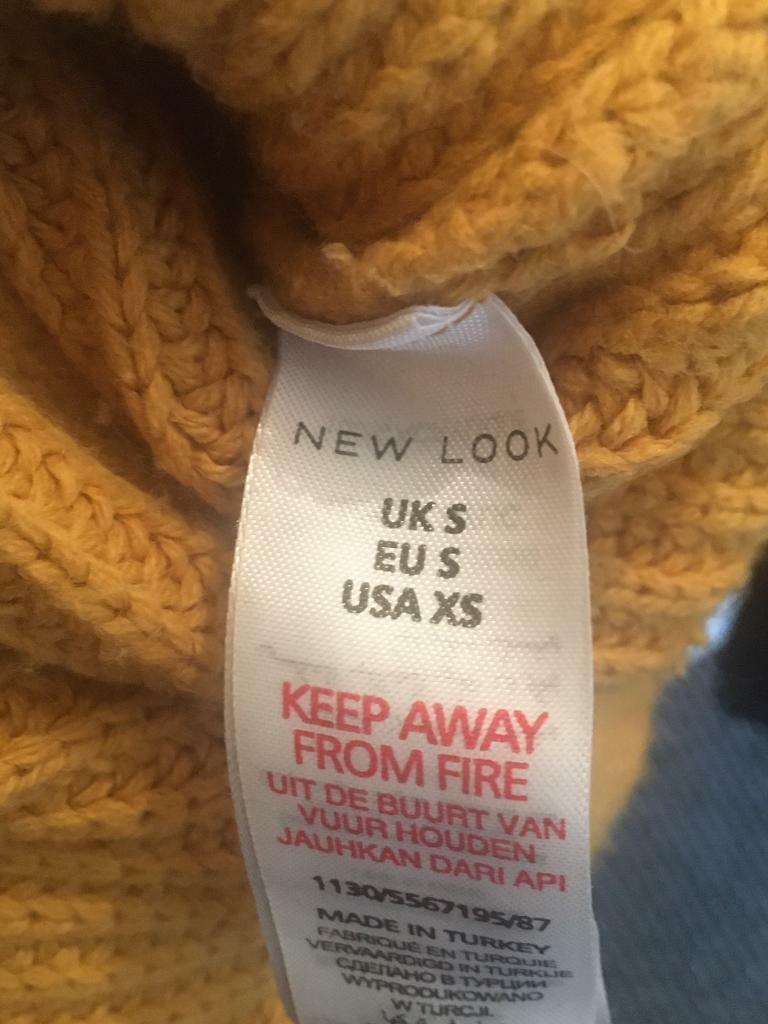 NEW LOOK
UK S
EU S
USA XS
KEEP AWAY
FROM FIRE
UIT DE BUURT VAN
VUUR HOUDEN
JAUHKAN DARI API
1130/5567195/87
MADE IN TURKEY
FABRIQUÉ EN TURQUIE
VERVAARDIGD IN TURKIJE
СДЕЛАНО В ТУРЦИИ
WYPRODUKOWANO
W TURCJI.